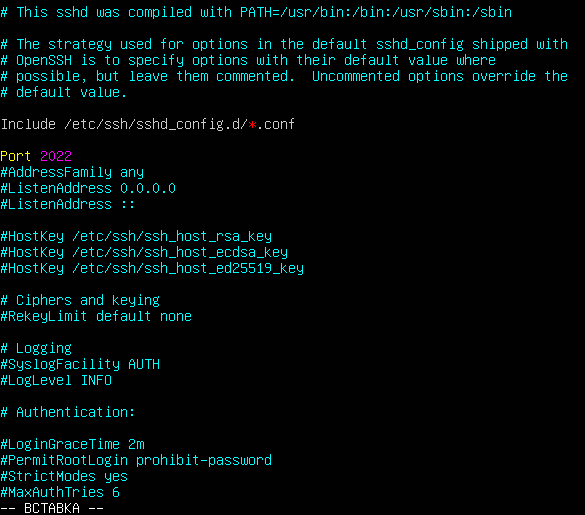 # This sshd was compiled with PATH=/usr/bin:/bin:/usr/sbin:/sbin
# The strategy used for options in the default sshd_config shipped with
# OpenSSH is to specify options with their default value where
# possible, but leave them commented.  Uncommented options override the
# default value.
Include /etc/ssh/sshd_config.d/*.conf
Port 2022
#AddressFamily any
#ListenAddress 0.0.0.0
#ListenAddress ::
#HostKey /etc/ssh/ssh_host_rsa_key
#HostKey /etc/ssh/ssh_host_ecdsa_key
#HostKey /etc/ssh/ssh_host_ed25519_key
# Ciphers and keying
#RekeyLimit default none
# Logging
#SyslogFacility AUTH
#LogLevel INFO
# Authentication:
#LoginGraceTime 2m
#PermitRootLogin prohibit-password
#StrictModes yes
#MaxAuthTries 6
-- ВСТАВКА --